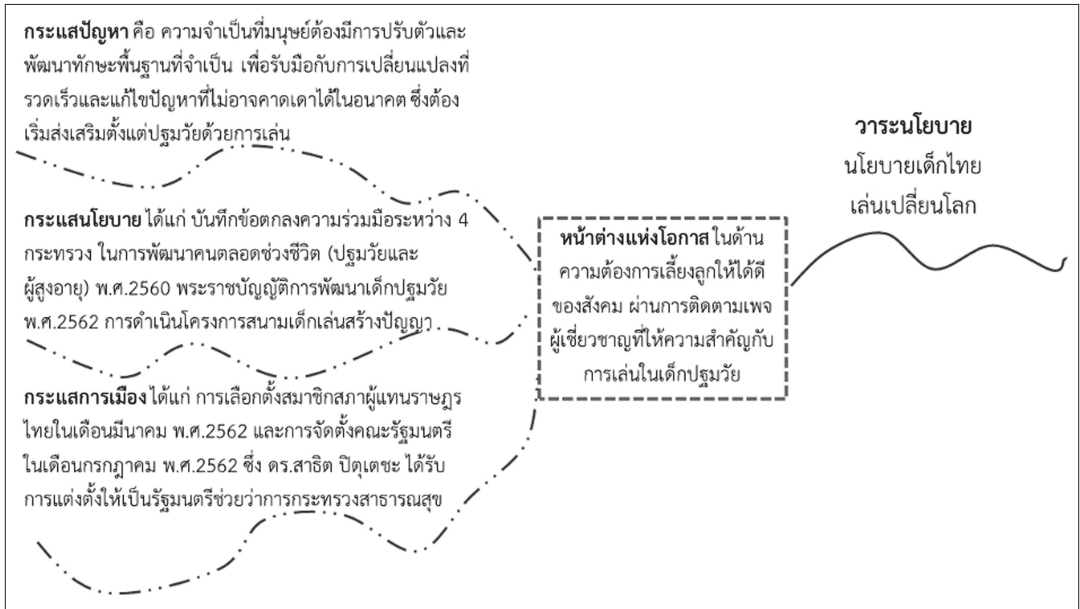 กระแสปัญหา คือ ความจำเป็นที่มนุษย์ต้องมีการปรับตัวและ
พัฒนาทักษะพื้นฐานที่จำเป็น เพื่อรับมือกับการเปลี่ยนแปลงที่
รวดเร็วและแก้ไขปัญหาที่ไม่อาจคาดเดาได้ในอนาคต ซึ่งต้อง
เริ่มส่งเสริมตั้งแต่ปฐมวัยด้วยการเล่น
กระแสนโยบาย ได้แก่ บันทึกข้อตกลงความร่วมมือระหว่าง 4
กระทรวง ในการพัฒนาคนตลอดช่วงชีวิต (ปฐมวัยและ
ผู้สูงอายุ) พ.ศ.2560 พระราชบัญญัติการพัฒนาเด็กปฐมวัย
พ.ศ.2562 การดำเนินโครงการสนามเด็กเล่นสร้างปัญญา
กระแสการเมือง ได้แก่ การเลือกตั้งสมาชิกสภาผู้แทนราษฎร
ไทยในเดือนมีนาคม พ.ศ.2562 และการจัดตั้งคณะรัฐมนตรี
ในเดือนกรกฎาคม พ.ศ.2562 ซึ่ง ดร.สาธิต ปิตุเตชะ ได้รับ
การแต่งตั้งให้เป็นรัฐมนตรีช่วยว่าการกระทรวงสาธารณสุข
หน้าต่างแห่งโอกาส ในด้าน
ความต้องการเลี้ยงลูกให้ได้ดี
ของสังคม ผ่านการติดตามเพจ
ผู้เชี่ยวชาญที่ให้ความสำคัญกับ
การเล่นในเด็กปฐมวัย
วาระนโยบาย
นโยบายเด็กไทย
เล่นเปลี่ยนโลก